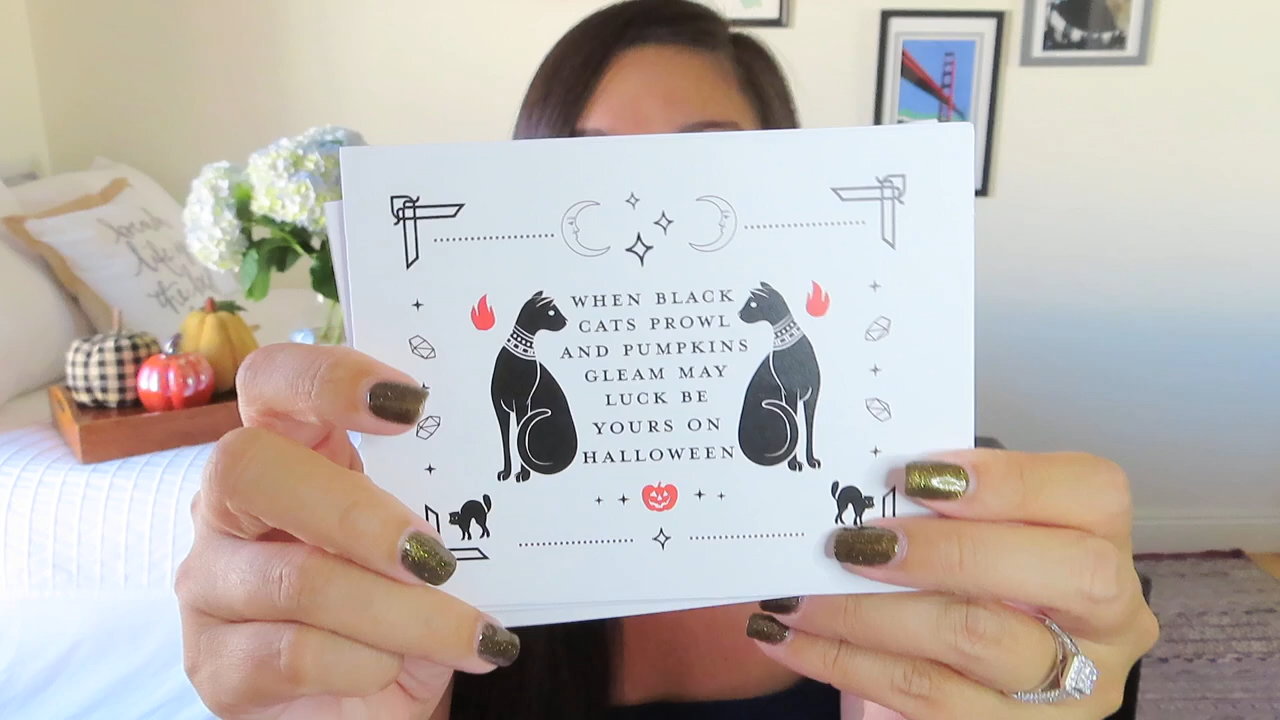 WHEN BLACK
CATS PROWL
AND PUMPKINS
GLEAM MAY
LUCK BE
YOURS ON
HALLOWEEN